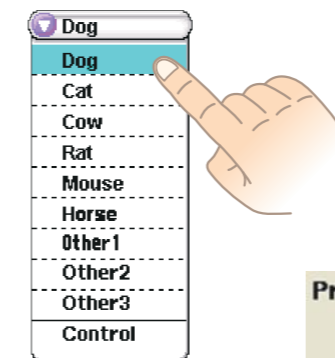 Dog
Dog
Cat
Cow
Rat
Mouse
Horse
Other1
Other2
Other3
Control
Pr